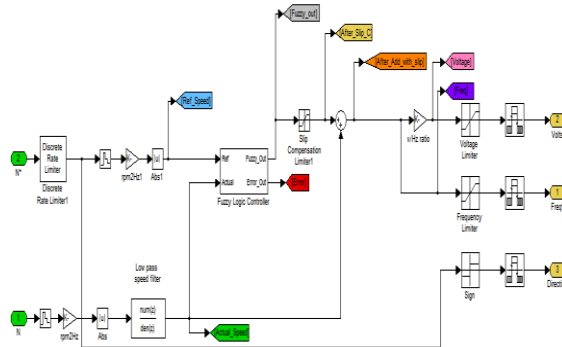 [Fuzzy_out]
[After_Slip_C]
[After_Add_with_slip]
[Voltage]
[Freq]
[Ref_Speed]
Discrete
Rate
Limiter
2
N*
Discrete
Rate Limiter1
K-
rpm2Hz1
|u|
Abs1
Ref
Fuzzy_Out
Actual
Error_Out
Fuzzy Logic Controller
[Error]
Slip
Compensation
Limiter1
K-
v/Hz ratio
Voltage
Limiter
2
Volta
Frequency
Limiter
1
Freq
Low pass
speed filter
Sign
3
Directi
1
N
K-
rpm2Hz
|u|
Abs
num(z)
den(z)
[Actual_Speed]